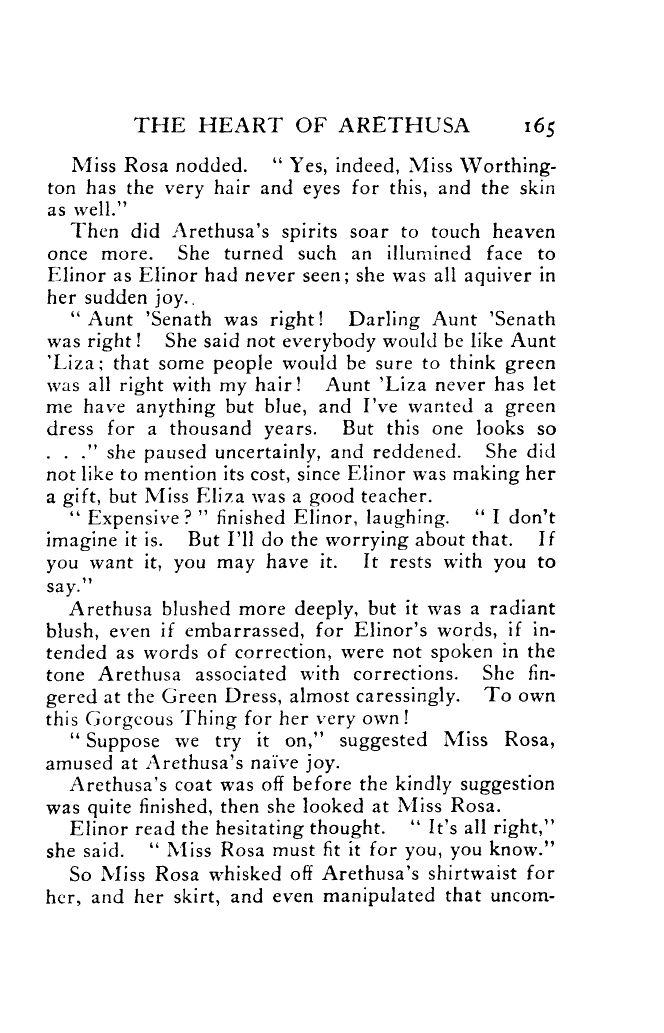 THE HEART OF ARETHUSA 165
Miss Rosa nodded. “ Yes, indeed, Miss Worthing-
ton has the very hair and eyes for this, and the skin
as well.”
Then did Arethusa’s spirits soar to touch heaven
once more. She turned such an illumined face to
Elinor as Elinor had never seen; she was all aquiver in
her sudden joy.
“ Aunt ’Senath was right! Darling Aunt ’Senath
was right! She said not everybody would be like Aunt
’Liza; that some people would be sure to think green
was all right with my hair! Aunt ’Liza never has let
me have anything but blue, and I’ve wanted a green
dress for a thousand years. But this one looks so
. . .” she paused uncertainly, and reddened. She did
not like to mention its cost, since Elinor was making her
a gift, but Miss Eliza was a good teacher.
“ Expensive? ” finished Elinor, laughing. “ I don’t
imagine it is. But I’ll do the worrying about that. If
you want it, you may have it. It rests with you to
say.”
Arethusa blushed more deeply, but it was a radiant
blush, even if embarrassed, for Elinor’s words, if in-
tended as words of correction, were not spoken in the
tone Arethusa associated with corrections. She fin-
gered at the Green Dress, almost caressingly. To own
this Gorgeous Thing for her very own!
“ Suppose we try it on,” suggested Miss Rosa,
amused at Arethusa’s naïve joy.
Arethusa’s coat was off before the kindly suggestion
was quite finished, then she looked at Miss Rosa.
Elinor read the hesitating thought. “ It’s all right,”
she said. “ Miss Rosa must fit it for you, you know.”
So Miss Rosa whisked off Arethusa’s shirtwaist for
her, and her skirt, and even manipulated that uncom-